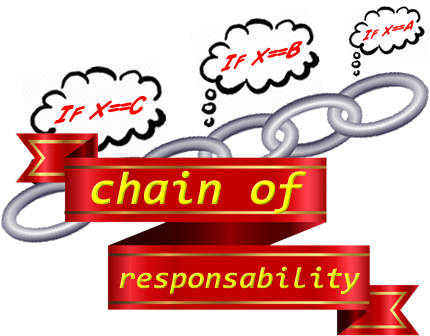 If X==A
If X==B
If X==C
chain of
responsability